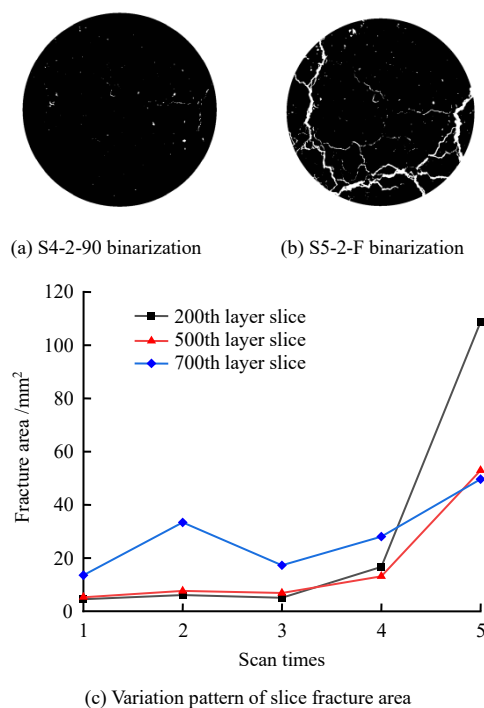 (a) S4-2-90 binarization
(b) S5-2-F binarization
120
100
80
60
40
20
0
Fracture area /mm²
200th layer slice
500th layer slice
700th layer slice
1 2 3 4 5
Scan times
(c) Variation pattern of slice fracture area